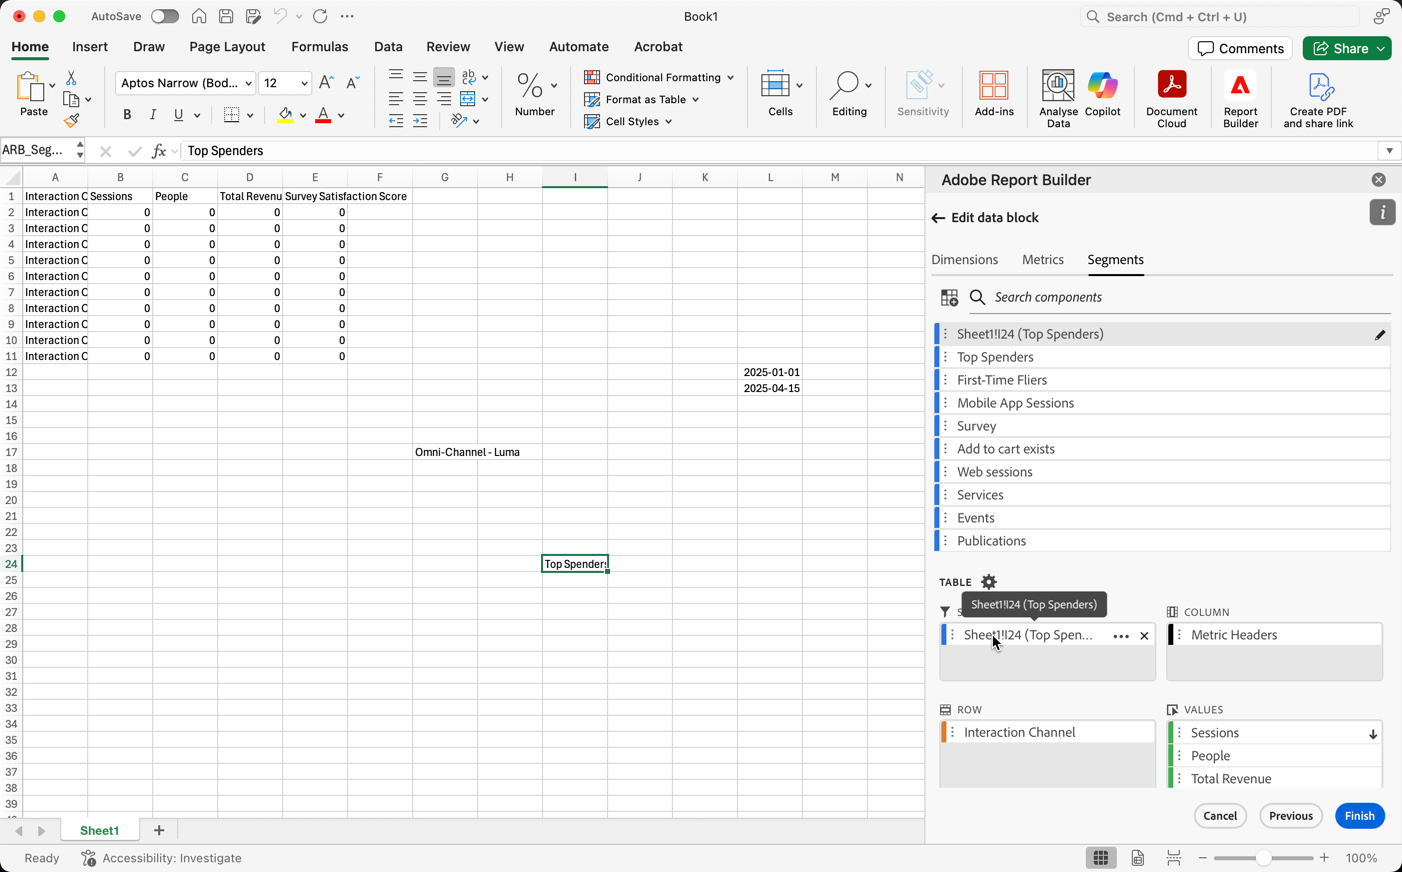 AutoSave
Book1
Search (Cmd + Ctrl + U)
Home Insert Draw Page Layout Formulas Data Review View Automate Acrobat
Comments
Share
Paste
Aptos Narrow (Bod...
12
B I U
Number
Conditional Formatting
Format as Table
Cell Styles
Cells
Editing
Sensitivity
Add-ins
Analyse Data
Copilot
Document Cloud
Report Builder
Create PDF and share link
ARB_Seg...
fx
Top Spenders
A B C D E F G H I J K L M N
1 Interaction C Sessions People Total Revenu Survey Satisfaction Score
2 Interaction C 0 0 0 0
3 Interaction C 0 0 0 0
4 Interaction C 0 0 0 0
5 Interaction C 0 0 0 0
6 Interaction C 0 0 0 0
7 Interaction C 0 0 0 0
8 Interaction C 0 0 0 0
9 Interaction C 0 0 0 0
10 Interaction C 0 0 0 0
11 Interaction C 0 0 0 0
12 2025-01-01
13 2025-04-15
14
15
16
17 Omni-Channel - Luma
18
19
20
21
22
23
24 Top Spenders
25
26
27
28
29
30
31
32
33
34
35
36
37
38
39
Adobe Report Builder
Edit data block
Dimensions Metrics Segments
Search components
Sheet1!I24 (Top Spenders)
Top Spenders
First-Time Fliers
Mobile App Sessions
Survey
Add to cart exists
Web sessions
Services
Events
Publications
TABLE
Sheet1!I24 (Top Spenders)
COLUMN
Sheet1!I24 (Top Spen...
Metric Headers
ROW
VALUES
Interaction Channel
Sessions
People
Total Revenue
Cancel
Previous
Finish
Sheet1
Ready
Accessibility: Investigate
100%